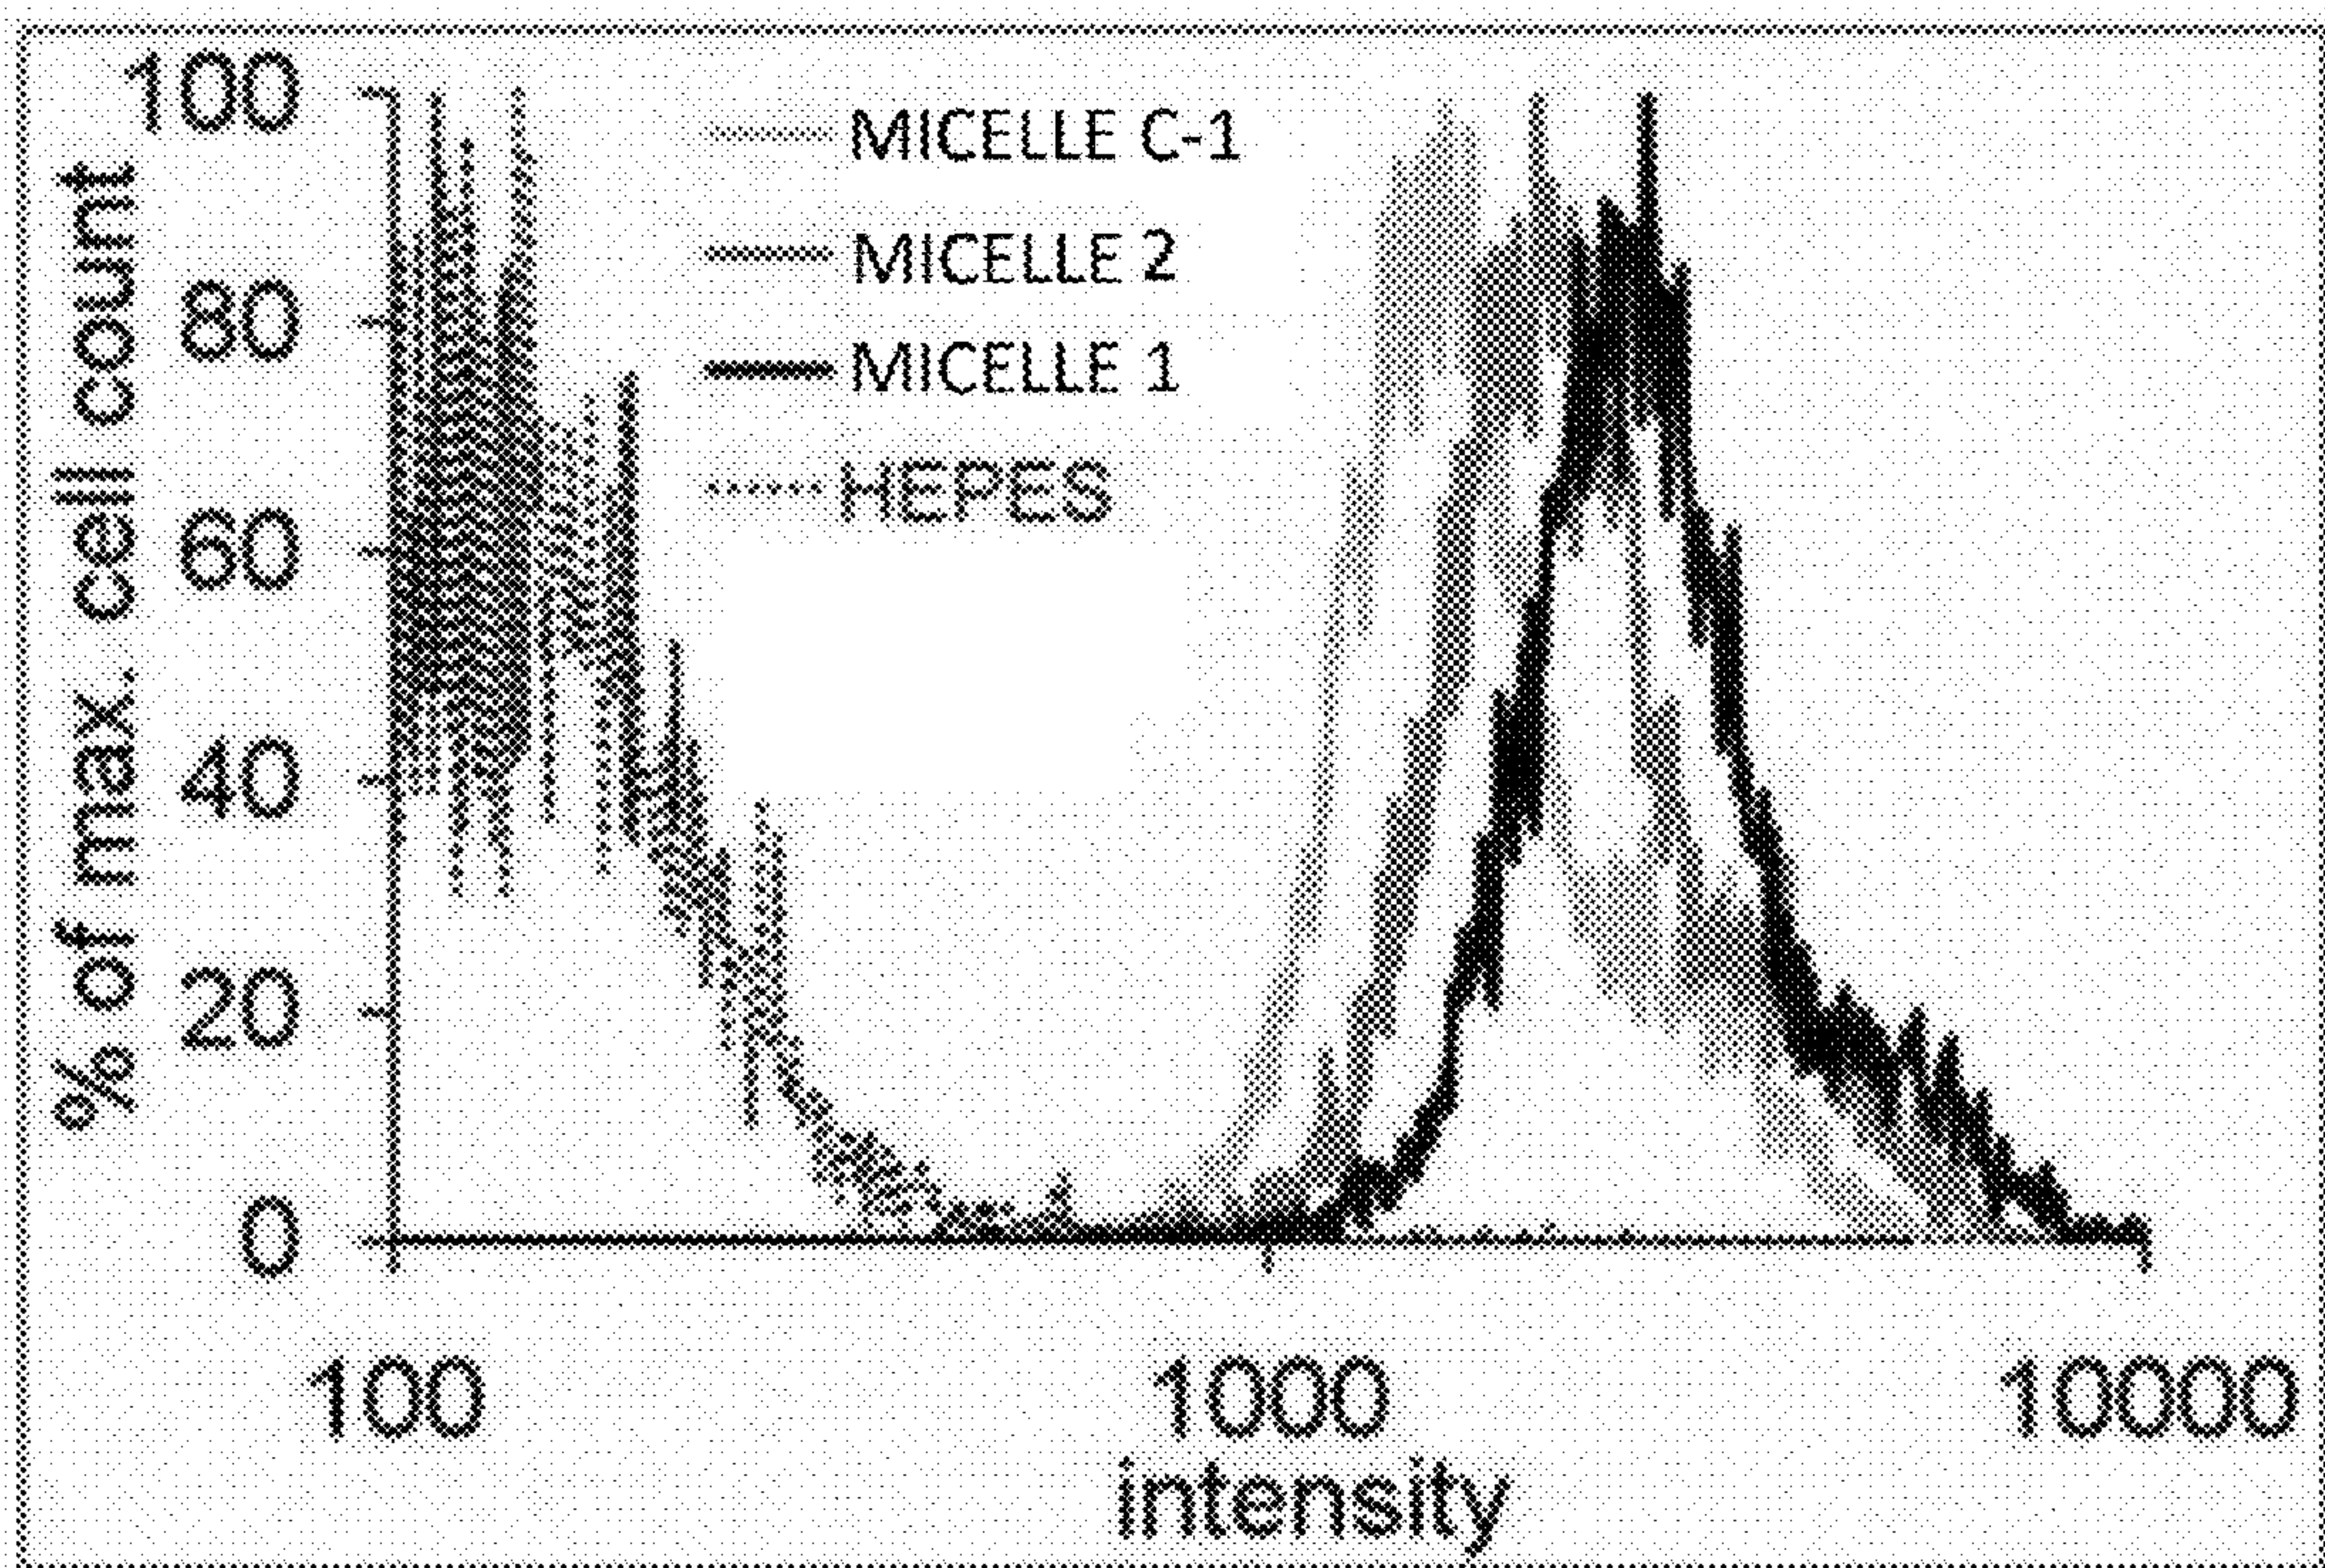 % of max. cell count
100
80
60
40
20
0
MICELLE C-1
MICELLE 2
MICELLE 1
HEPES
100
1000
10000
intensity